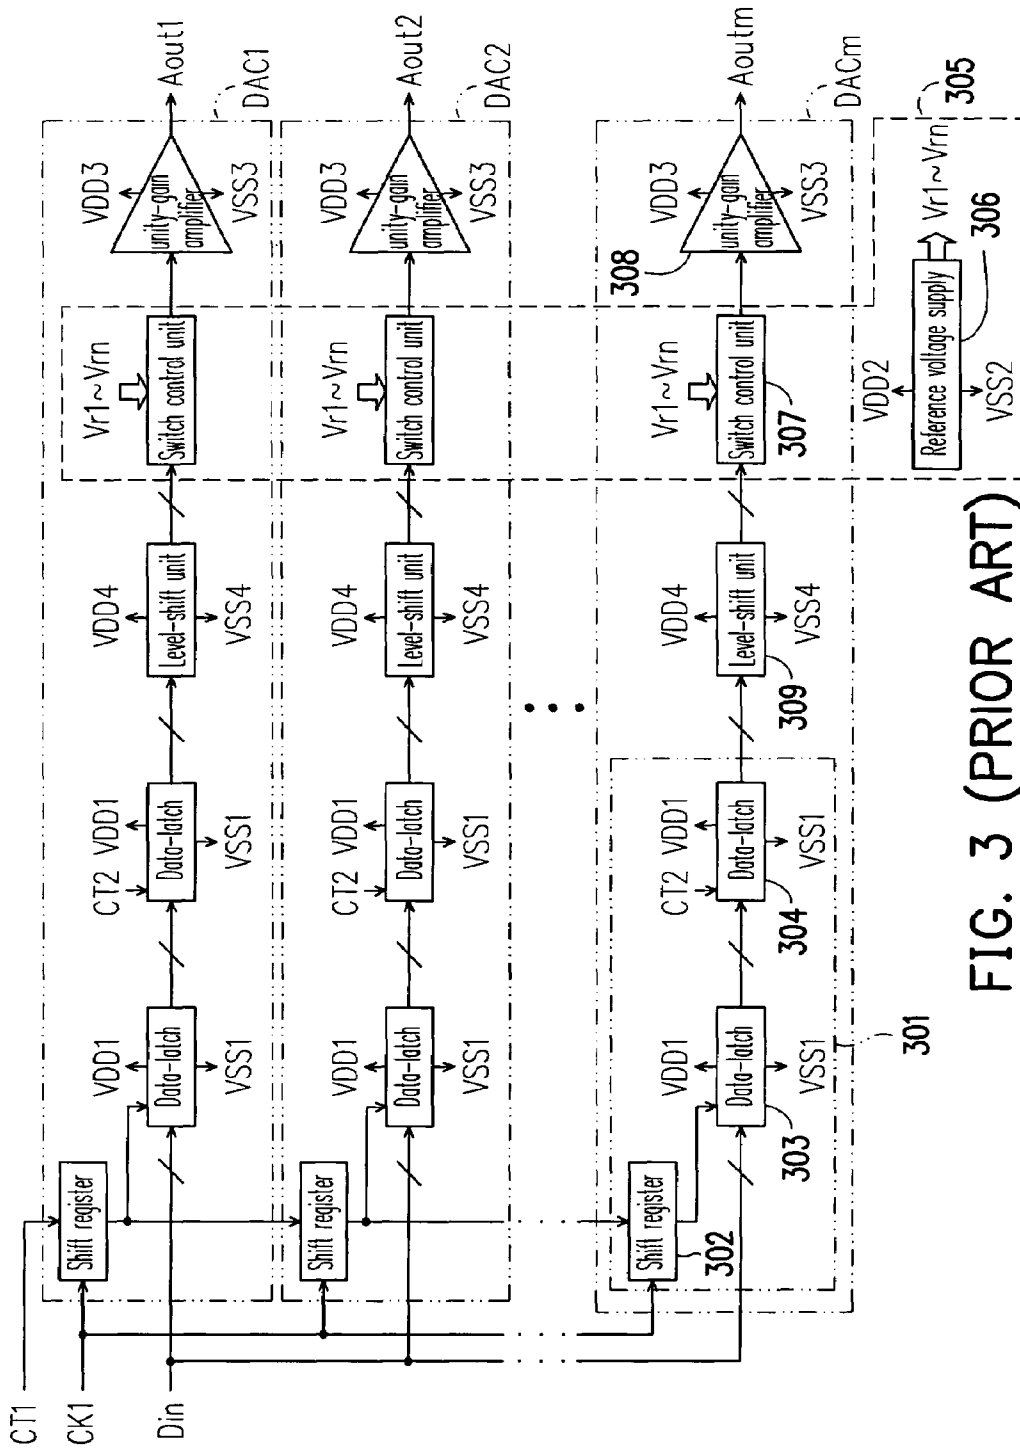 CT1
CK1
Din
Shift register
Data-latch
VDD1
VSS1
Data-latch
CT2
VDD1
VSS1
Level-shift unit
VDD4
VSS4
Switch control unit
Vr1~Vrn
unity-gain
amplifier
VDD3
VSS3
Aout1
DAC1
Shift register
Data-latch
VDD1
VSS1
Data-latch
CT2
VDD1
VSS1
Level-shift unit
VDD4
VSS4
Switch control unit
Vr1~Vrn
unity-gain
amplifier
VDD3
VSS3
Aout2
DAC2
Shift register
302
Data-latch
303
VDD1
VSS1
Data-latch
304
CT2
VDD1
VSS1
301
Level-shift unit
309
VDD4
VSS4
Switch control unit
307
Vr1~Vrn
unity-gain
amplifier
308
VDD3
VSS3
Aoutm
DACm
Reference voltage supply
VDD2
VSS2
Vr1~Vrn
305
306
FIG. 3 (PRIOR ART)